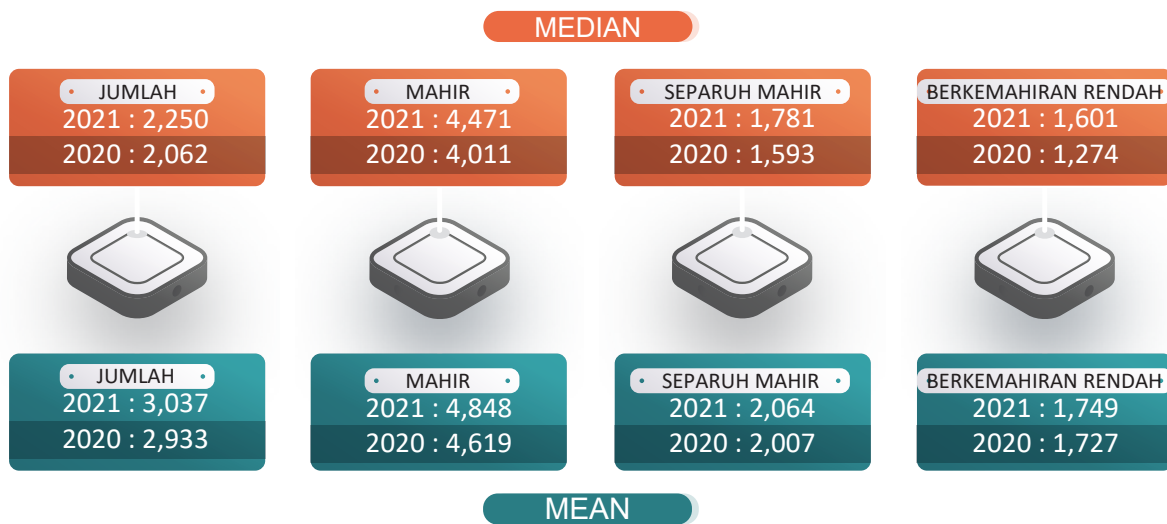 MEDIAN
JUMLAH
2021 : 2,250
2020 : 2,062
MAHIR
2021 : 4,471
2020 : 4,011
SEPARUH MAHIR
2021 : 1,781
2020 : 1,593
BERKEMAHIRAN RENDAH
2021 : 1,601
2020 : 1,274
JUMLAH
2021 : 3,037
2020 : 2,933
MAHIR
2021 : 4,848
2020 : 4,619
SEPARUH MAHIR
2021 : 2,064
2020 : 2,007
BERKEMAHIRAN RENDAH
2021 : 1,749
2020 : 1,727
MEAN